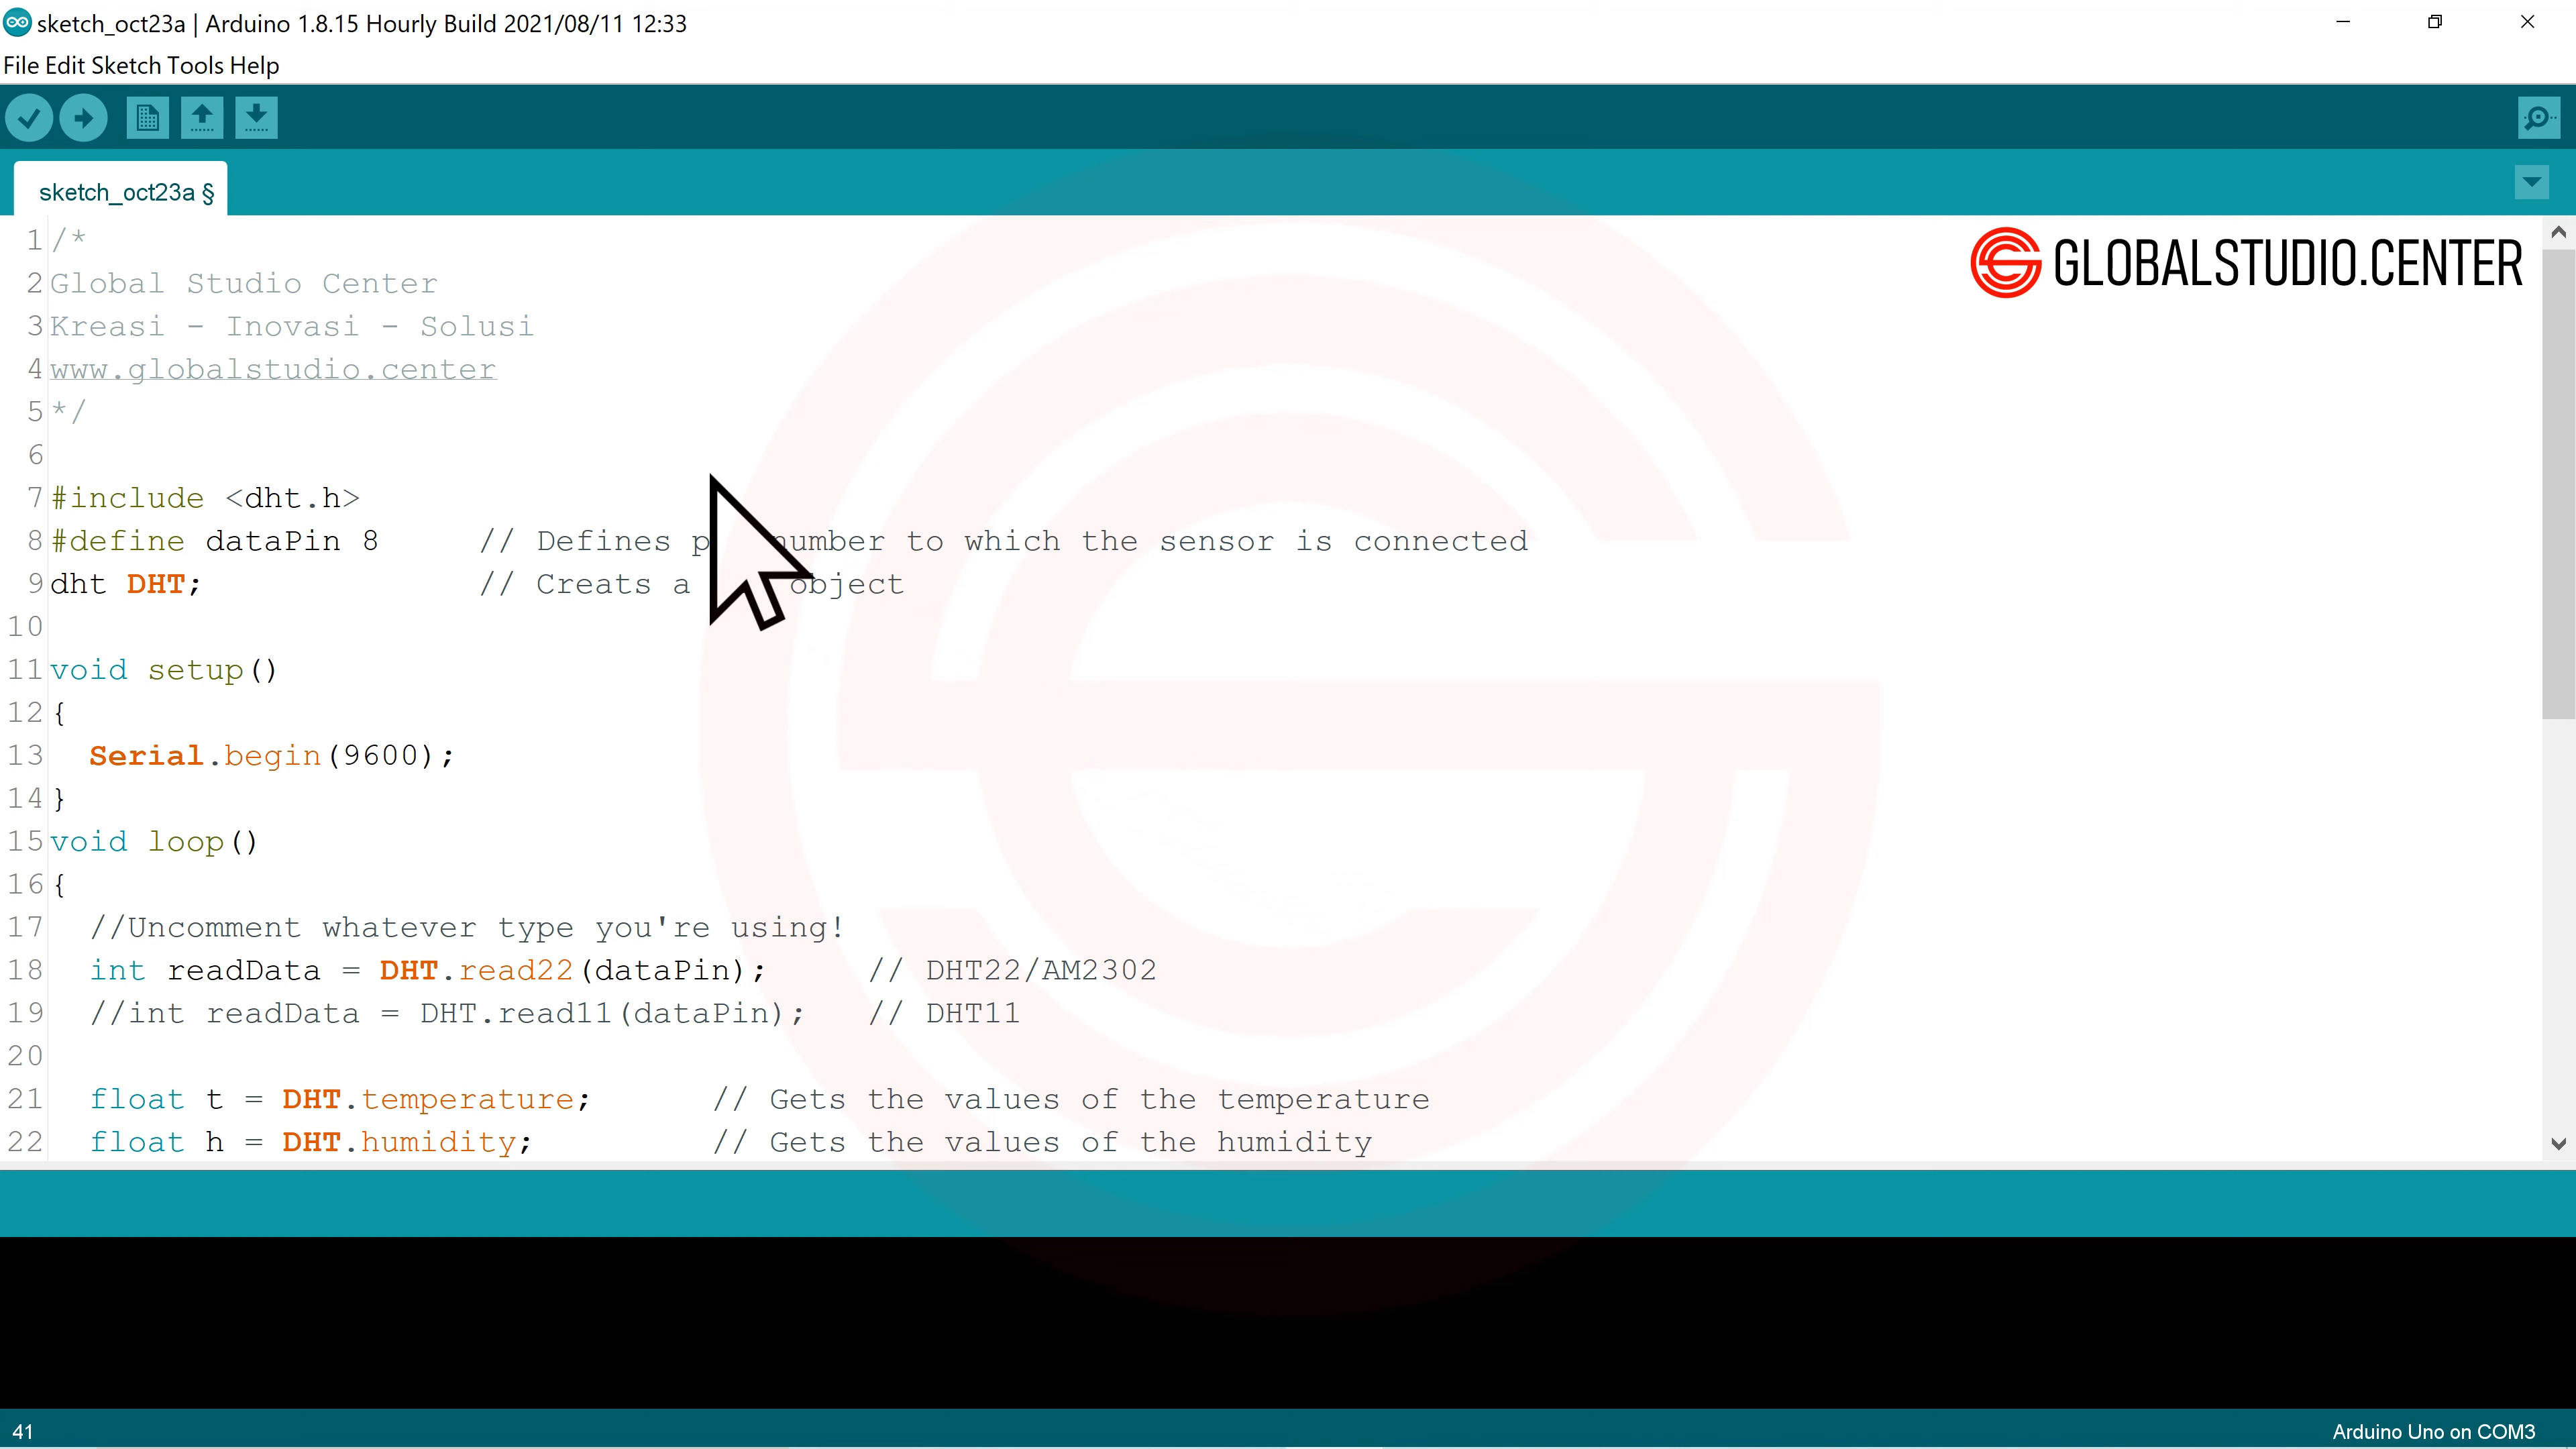 sketch_oct23a | Arduino 1.8.15 Hourly Build 2021/08/11 12:33
File Edit Sketch Tools Help
sketch_oct23a §
GLOBALSTUDIO.CENTER
1 /*
2 Global Studio Center
3 Kreasi - Inovasi - Solusi
4 www.globalstudio.center
5 */
6
7 #include <dht.h>
8 #define dataPin 8 // Defines number to which the sensor is connected
9 dht DHT; // Creats a object
10
11 void setup()
12 {
13 Serial.begin(9600);
14 }
15 void loop()
16 {
17 //Uncomment whatever type you're using!
18 int readData = DHT.read22(dataPin); // DHT22/AM2302
19 //int readData = DHT.read11(dataPin); // DHT11
20
21 float t = DHT.temperature; // Gets the values of the temperature
22 float h = DHT.humidity; // Gets the values of the humidity
41
Arduino Uno on COM3